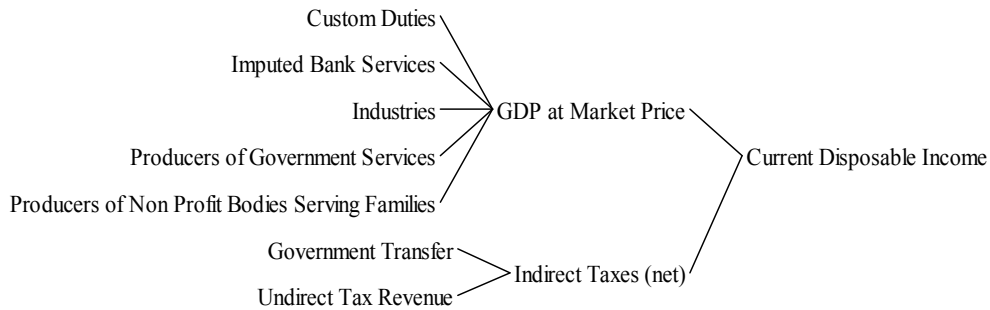 Custom Duties
Imputed Bank Services
Industries
GDP at Market Price
Producers of Government Services
Current Disposable Income
Producers of Non Profit Bodies Serving Families
Government Transfer
Indirect Taxes (net)
Undirect Tax Revenue